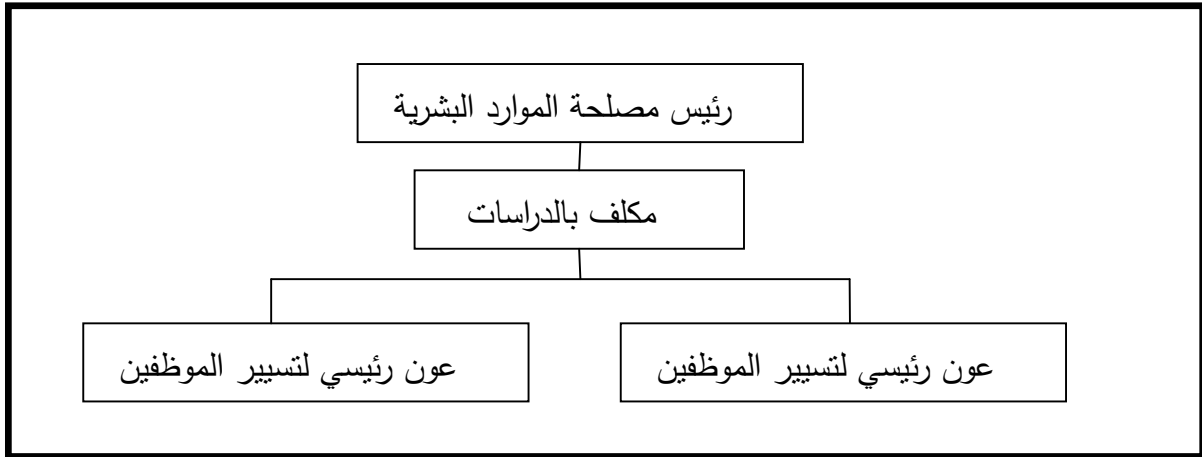 رئيس مصلحة الموارد البشرية
مكلف بالدراسات
عون رئيسي لتسيير الموظفين
عون رئيسي لتسيير الموظفين